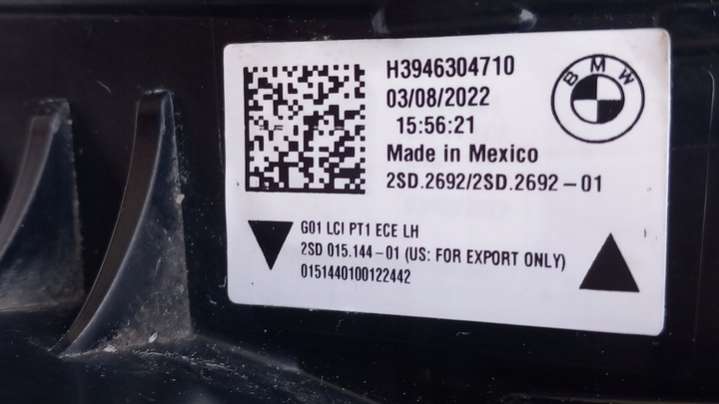 H3946304710
03/08/2022
15:56:21
Made in Mexico
2SD.2692/2SD.2692-01
BMW
G01 LCI PT1 ECE LH
2SD 015.144-01 (US: FOR EXPORT ONLY)
0151440100122442